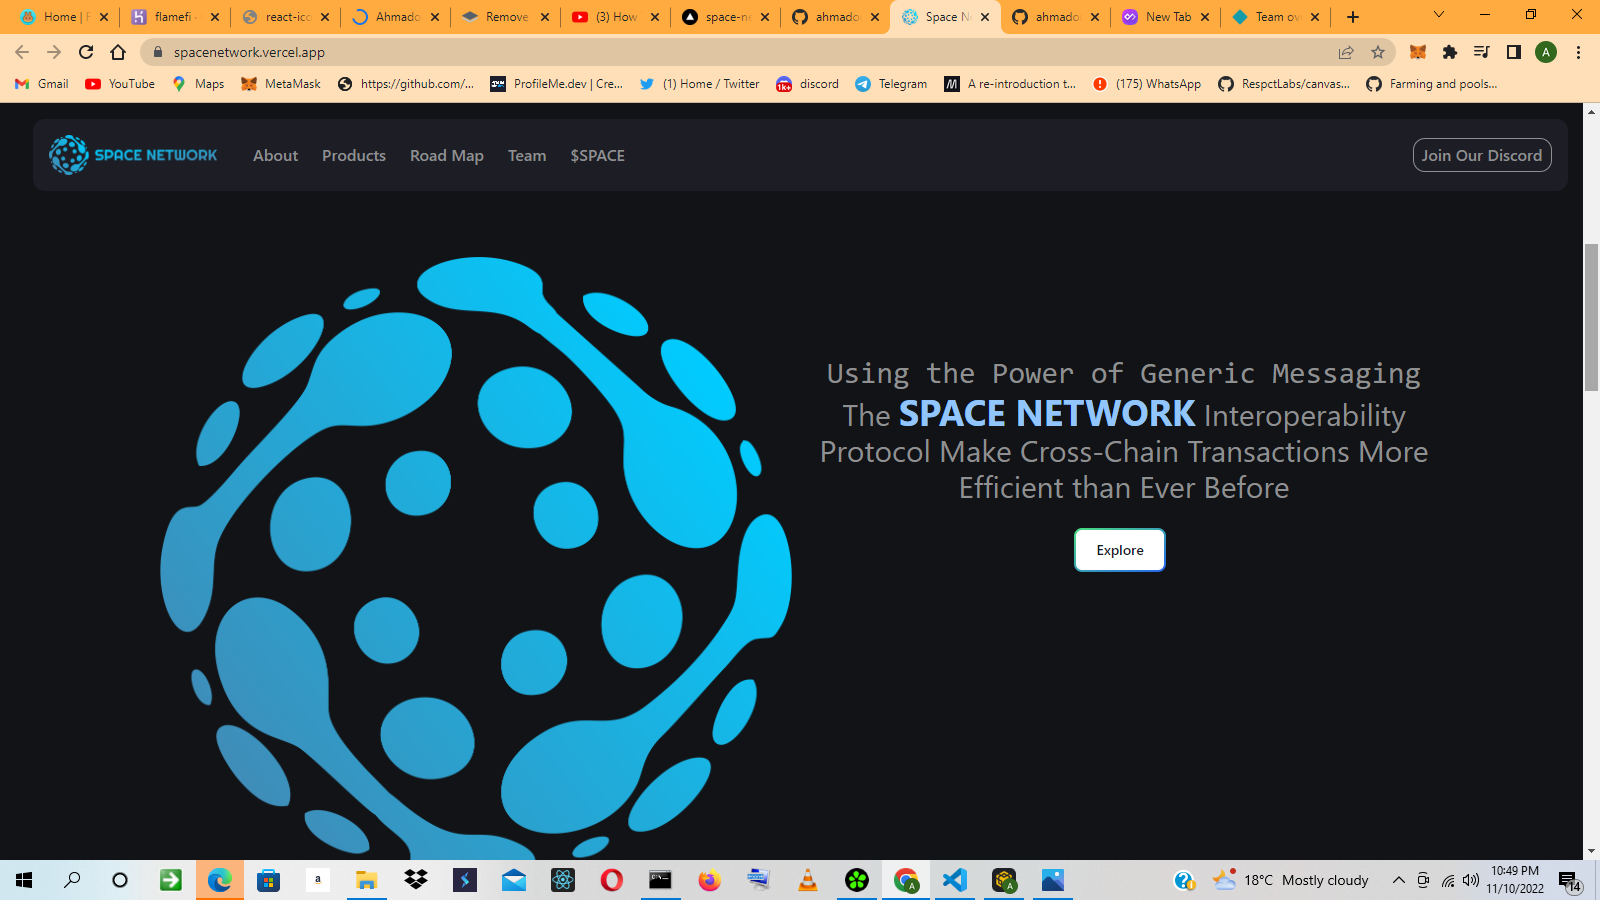 Home | F
flamefi -
react-ico
Ahmado
Remove
(3) How
space-ne
ahmado
Space N
ahmado
New Tab
Team ov
spacenetwork.vercel.app
A
Gmail
YouTube
Maps
MetaMask
https://github.com/...
ProfileMe.dev | Cre...
(1) Home / Twitter
1k+ discord
Telegram
A re-introduction t...
(175) WhatsApp
RespctLabs/canvas...
Farming and pools...
SPACE NETWORK
About
Products
Road Map
Team
$SPACE
Join Our Discord
Using the Power of Generic Messaging
The SPACE NETWORK Interoperability
Protocol Make Cross-Chain Transactions More
Efficient than Ever Before
Explore
18°C Mostly cloudy
10:49 PM
11/10/2022
14